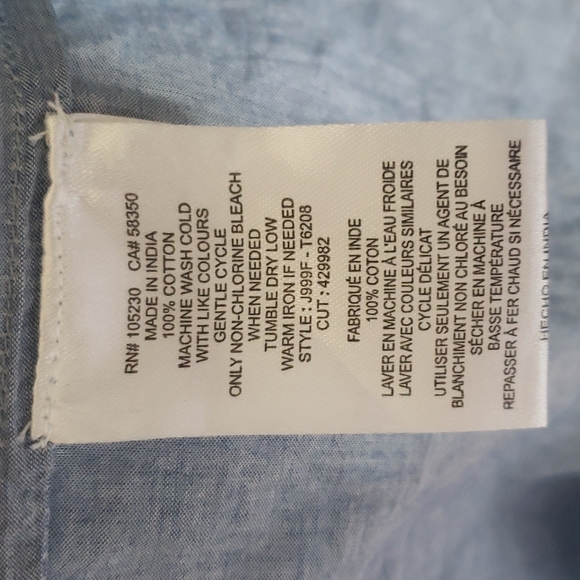 RN# 105230 CA# 58350
MADE IN INDIA
100% COTTON
MACHINE WASH COLD
WITH LIKE COLOURS
GENTLE CYCLE
ONLY NON-CHLORINE BLEACH
WHEN NEEDED
TUMBLE DRY LOW
WARM IRON IF NEEDED
STYLE : J999F - T6208
CUT : 429982
FABRIQUÉ EN INDE
100% COTON
LAVER EN MACHINE À L'EAU FROIDE
LAVER AVEC COULEURS SIMILAIRES
CYCLE DÉLICAT
UTILISER SEULEMENT UN AGENT DE
BLANCHIMENT NON CHLORÉ AU BESOIN
SÉCHER EN MACHINE À
BASSE TEMPÉRATURE
REPASSER À FER CHAUD SI NÉCESSAIRE
HECHO EN INDIA